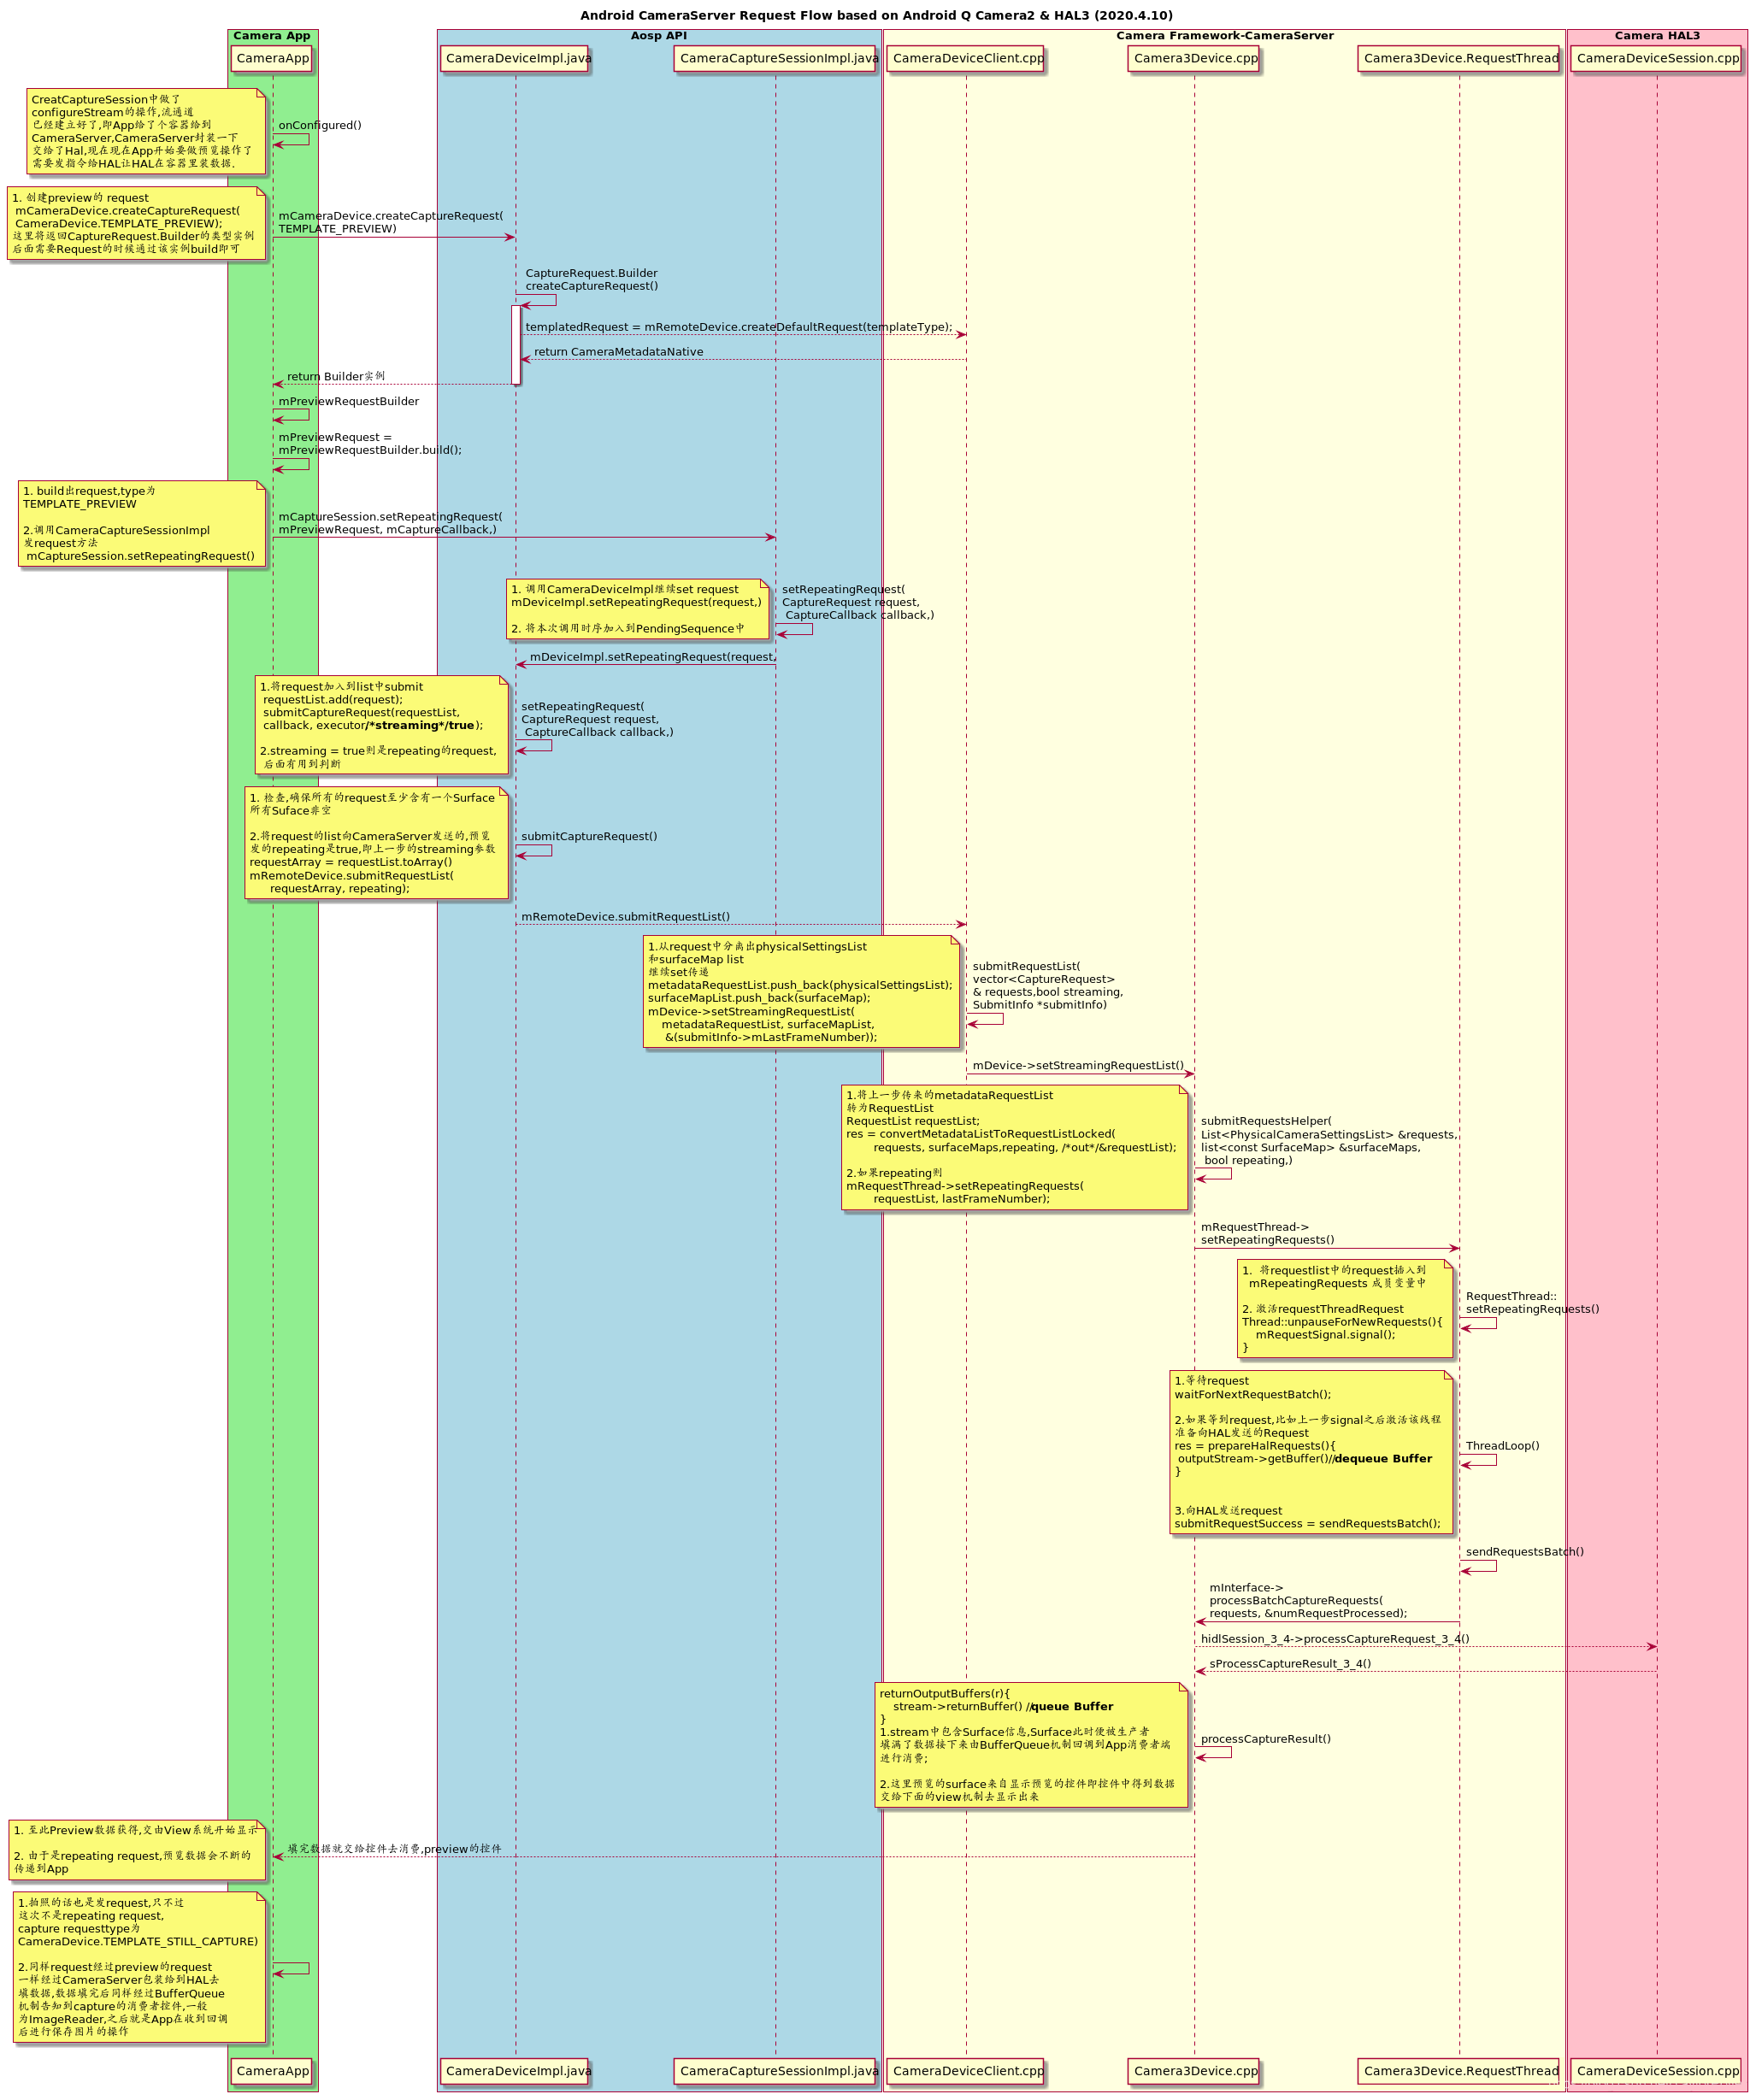 Android CameraServer Request Flow based on Android Q Camera2 & HAL3 (2020.4.10)
Camera App
Aosp API
Camera Framework-CameraServer
Camera HAL3
CameraApp
CameraDeviceImpl.java
CameraCaptureSessionImpl.java
CameraDeviceClient.cpp
Camera3Device.cpp
Camera3Device.RequestThread
CameraDeviceSession.cpp
CreatCaptureSession中做了
configureStream的操作,流通道
已经建立好了,即App给了个容器给到
CameraServer,CameraServer封装一下
交给了Hal,现在现在App开始要做预览操作了
需要发指令给HAL让HAL在容器里装数据.
onConfigured()
1. 创建preview的 request
mCameraDevice.createCaptureRequest(
CameraDevice.TEMPLATE_PREVIEW);
这里将返回CaptureRequest.Builder的类型实例
后面需要Request的时候通过该实例build即可
mCameraDevice.createCaptureRequest(
TEMPLATE_PREVIEW)
CaptureRequest.Builder
createCaptureRequest()
templatedRequest = mRemoteDevice.createDefaultRequest(templateType);
return CameraMetadataNative
return Builder实例
mPreviewRequestBuilder
mPreviewRequest =
mPreviewRequestBuilder.build();
1. build出request,type为
TEMPLATE_PREVIEW
2.调用CameraCaptureSessionImpl
发request方法
mCaptureSession.setRepeatingRequest()
mCaptureSession.setRepeatingRequest(
mPreviewRequest, mCaptureCallback,)
1. 调用CameraDeviceImpl继续set request
mDeviceImpl.setRepeatingRequest(request,)
2. 将本次调用时序加入到PendingSequence中
setRepeatingRequest(
CaptureRequest request,
CaptureCallback callback,)
mDeviceImpl.setRepeatingRequest(request,
1.将request加入到list中submit
requestList.add(request);
submitCaptureRequest(requestList,
callback, executor/*streaming*/true);
2.streaming = true则是repeating的request,
后面有用到判断
setRepeatingRequest(
CaptureRequest request,
CaptureCallback callback,)
1. 检查,确保所有的request至少含有一个Surface
所有Suface非空
2.将request的list向CameraServer发送的,预览
发的repeating是true,即上一步的streaming参数
requestArray = requestList.toArray()
mRemoteDevice.submitRequestList(
requestArray, repeating);
submitCaptureRequest()
mRemoteDevice.submitRequestList()
1.从request中分离出physicalSettingsList
和surfaceMap list
继续set传递
metadataRequestList.push_back(physicalSettingsList);
surfaceMapList.push_back(surfaceMap);
mDevice->setStreamingRequestList(
metadataRequestList, surfaceMapList,
&(submitInfo->mLastFrameNumber));
submitRequestList(
vector<CaptureRequest>
& requests,bool streaming,
SubmitInfo *submitInfo)
mDevice->setStreamingRequestList()
1.将上一步传来的metadataRequestList
转为RequestList
RequestList requestList;
res = convertMetadataListToRequestListLocked(
requests, surfaceMaps,repeating, /*out*/&requestList);
2.如果repeating则
mRequestThread->setRepeatingRequests(
requestList, lastFrameNumber);
submitRequestsHelper(
List<PhysicalCameraSettingsList> &requests,
list<const SurfaceMap> &surfaceMaps,
bool repeating,)
mRequestThread->
setRepeatingRequests()
1. 将requestlist中的request插入到
mRepeatingRequests 成员变量中
2. 激活requestThreadRequest
Thread::unpauseForNewRequests(){
mRequestSignal.signal();
}
RequestThread::
setRepeatingRequests()
1.等待request
waitForNextRequestBatch();
2.如果等到request,比如上一步signal之后激活该线程
准备向HAL发送的Request
res = prepareHalRequests(){
outputStream->getBuffer()//dequeue Buffer
}
3.向HAL发送request
submitRequestSuccess = sendRequestsBatch();
ThreadLoop()
sendRequestsBatch()
mInterface->
processBatchCaptureRequests(
requests, &numRequestProcessed);
hidlSession_3_4->processCaptureRequest_3_4()
sProcessCaptureResult_3_4()
returnOutputBuffers(r){
stream->returnBuffer() //queue Buffer
}
1.stream中包含Surface信息,Surface此时便被生产者
填满了数据接下来由BufferQueue机制回调到App消费者端
进行消费;
2.这里预览的surface来自显示预览的控件即控件中得到数据
交给下面的view机制去显示出来
processCaptureResult()
1. 至此Preview数据获得,交由View系统开始显示
2. 由于是repeating request,预览数据会不断的
传递到App
填完数据就交给控件去消费,preview的控件
1.拍照的话也是发request,只不过
这次不是repeating request,
capture requesttype为
CameraDevice.TEMPLATE_STILL_CAPTURE)
2.同样request经过preview的request
一样经过CameraServer包装给到HAL去
填数据,数据填完后同样经过BufferQueue
机制告知到capture的消费者控件,一般
为ImageReader,之后就是App在收到回调
后进行保存图片的操作
CameraApp
CameraDeviceImpl.java
CameraCaptureSessionImpl.java
CameraDeviceClient.cpp
Camera3Device.cpp
Camera3Device.RequestThread
CameraDeviceSession.cpp